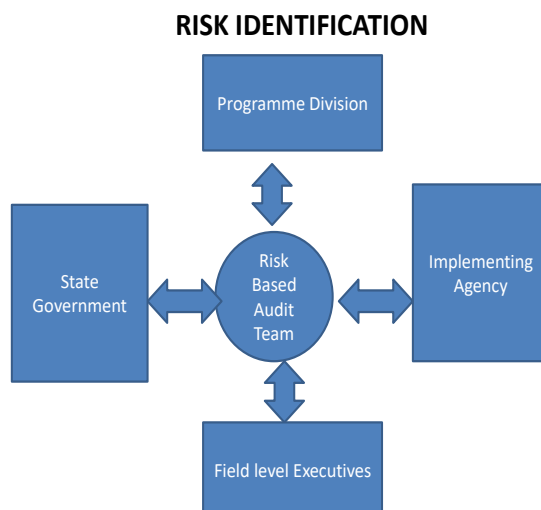 RISK IDENTIFICATION
Programme Division
State
Government
Risk
Based
Audit
Team
Implementing
Agency
Field level Executives